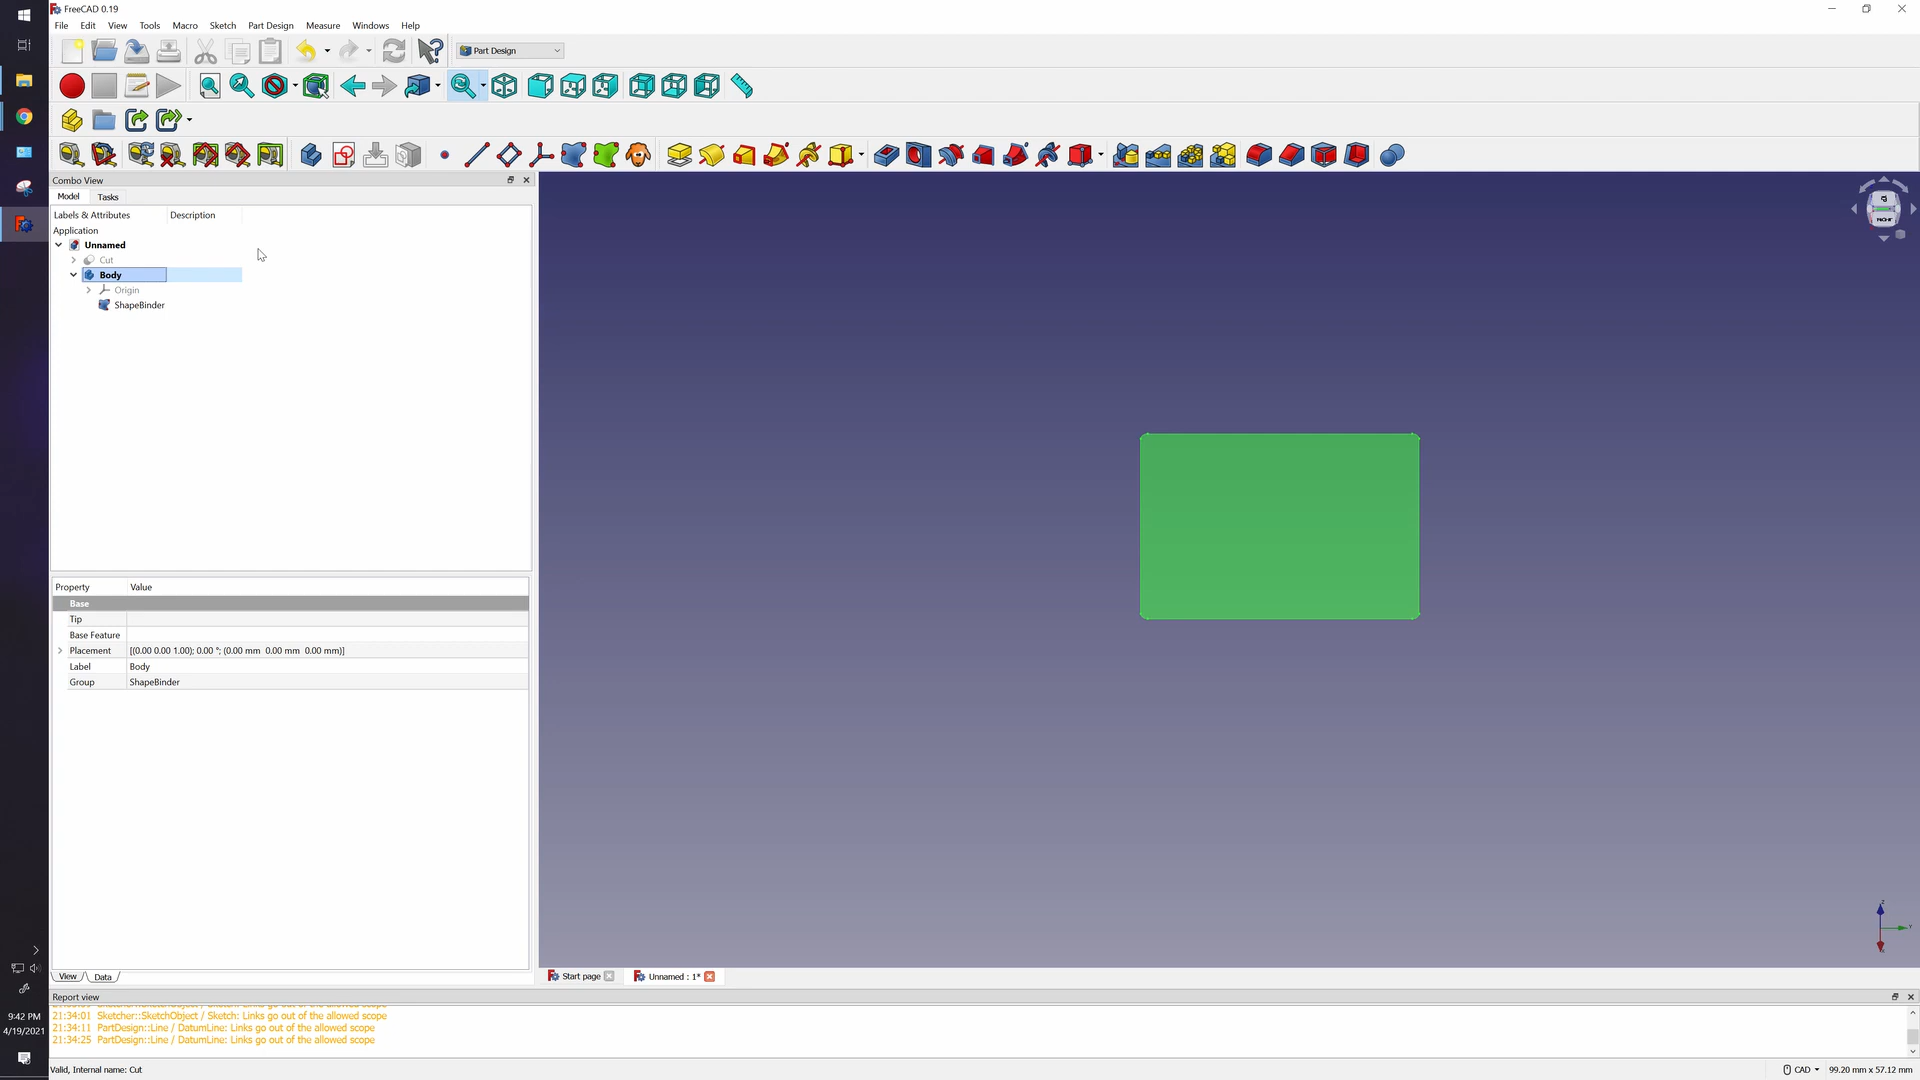 FreeCAD 0.19
File Edit View Tools Macro Sketch Part Design Measure Windows Help
Part Design
Combo View
Model Tasks
Labels & Attributes Description
Application
Unnamed
Cut
Body
Origin
ShapeBinder
Property Value
Base
Tip
Base Feature
Placement [(0.00 0.00 1.00); 0.00 °; (0.00 mm 0.00 mm 0.00 mm)]
Label Body
Group ShapeBinder
View Data
Start page Unnamed : 1*
Report view
21:34:01 Sketcher::SketchObject / Sketch: Links go out of the allowed scope
21:34:11 PartDesign::Line / DatumLine: Links go out of the allowed scope
21:34:25 PartDesign::Line / DatumLine: Links go out of the allowed scope
Valid, Internal name: Cut
CAD 99.20 mm x 57.12 mm
9:42 PM
4/19/2021